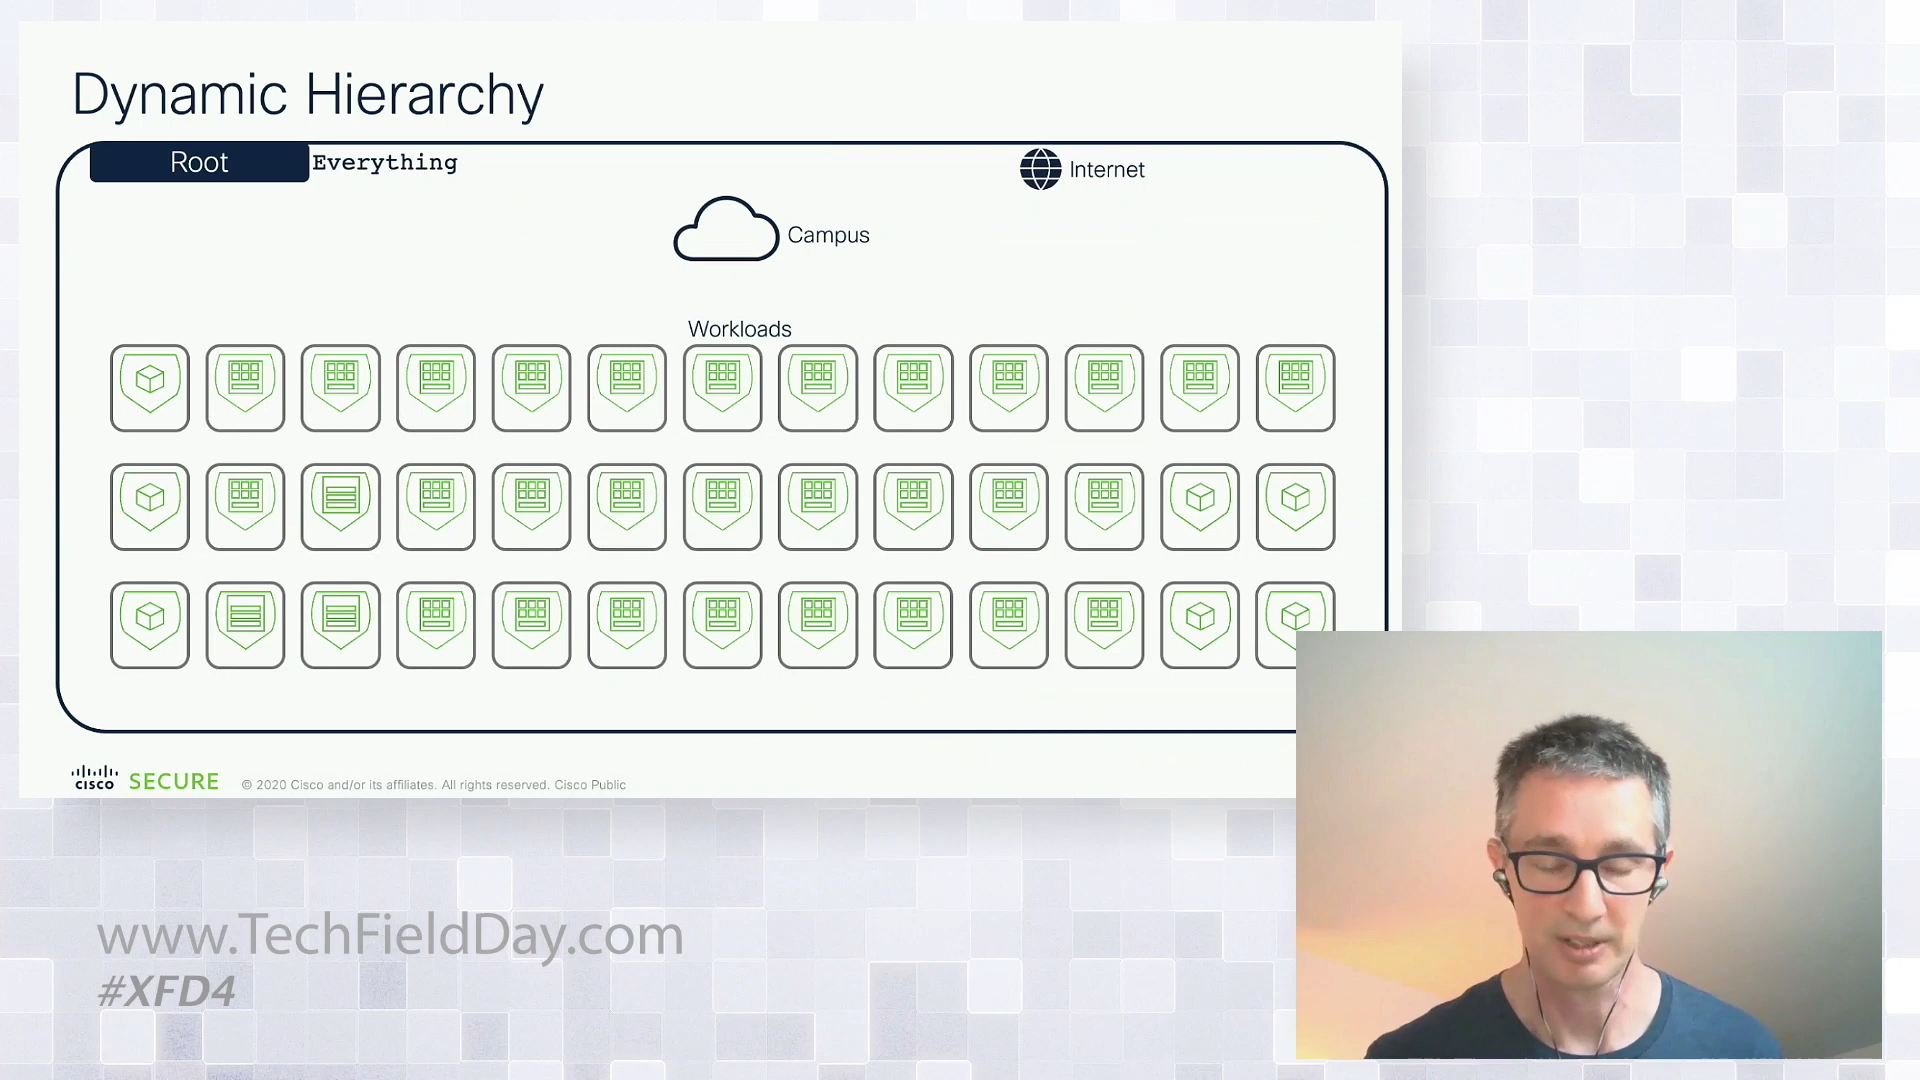 Dynamic Hierarchy
Root Everything
Internet
Campus
Workloads
CISCO SECURE © 2020 Cisco and/or its affiliates. All rights reserved. Cisco Public
www.TechFieldDay.com
#XFD4